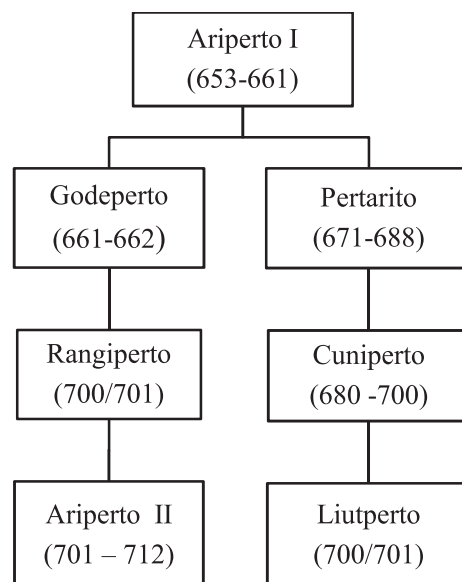 Ariperto I
(653-661)
Godeperto
(661-662)
Pertarito
(671-688)
Rangiperto
(700/701)
Cuniperto
(680 -700)
Ariperto II
(701 – 712)
Liutperto
(700/701)